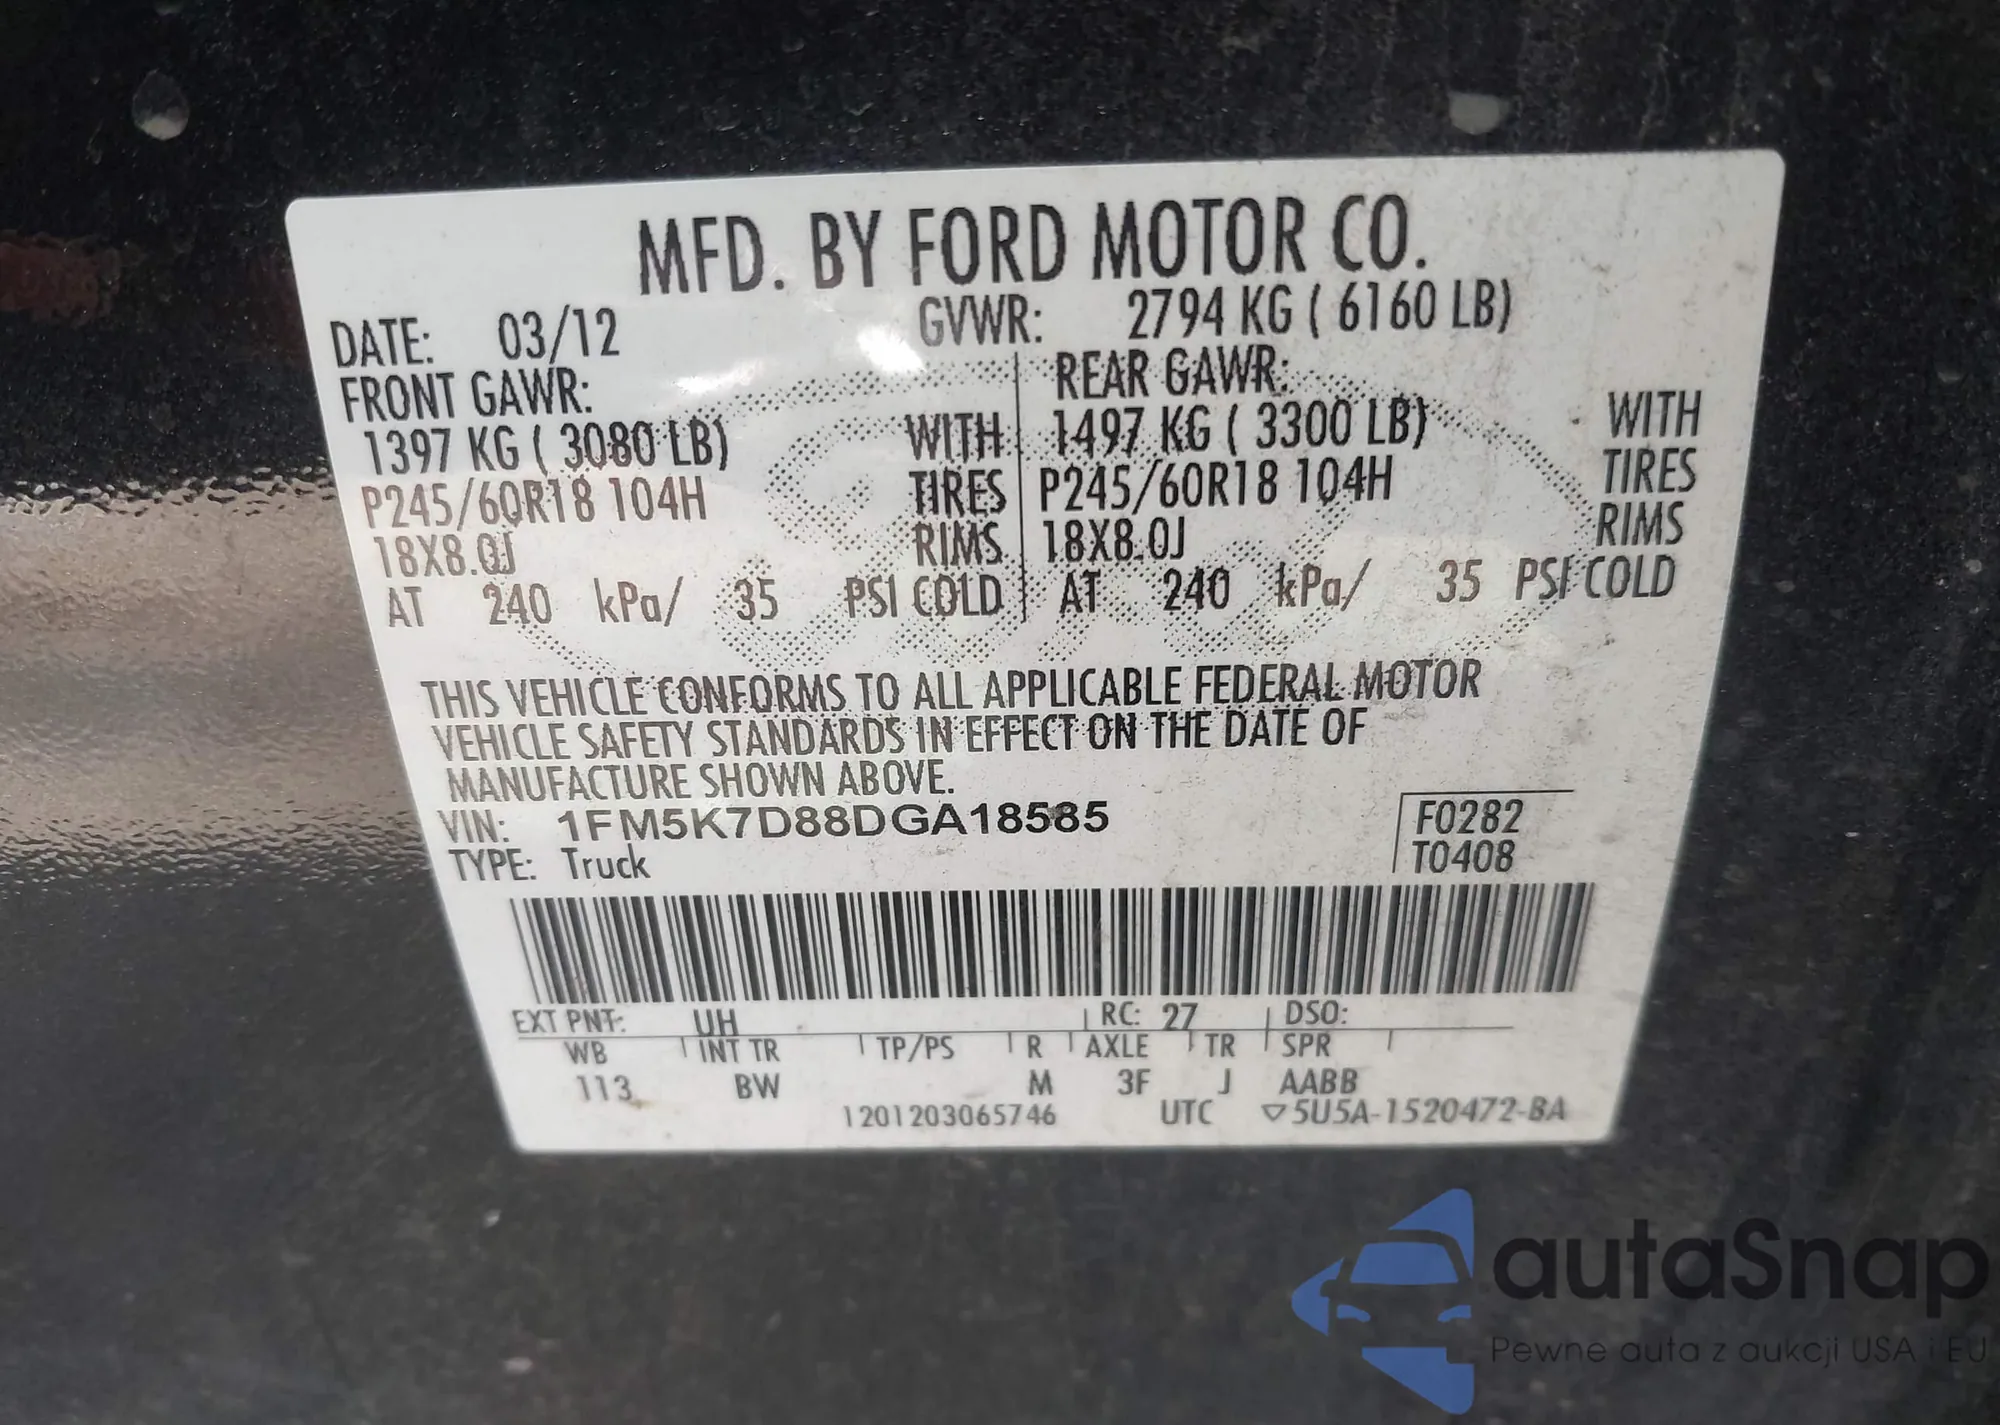 MFD. BY FORD MOTOR CO.
DATE: 03/12 GVWR: 2794 KG ( 6160 LB)
FRONT GAWR: REAR GAWR:
1397 KG ( 3080 LB) WITH 1497 KG ( 3300 LB) WITH
P245/60R18 104H TIRES P245/60R18 104H TIRES
18X8.0J RIMS 18X8.0J RIMS
AT 240 kPa/ 35 PSI COLD AT 240 kPa/ 35 PSI COLD
THIS VEHICLE CONFORMS TO ALL APPLICABLE FEDERAL MOTOR
VEHICLE SAFETY STANDARDS IN EFFECT ON THE DATE OF
MANUFACTURE SHOWN ABOVE.
VIN: 1FM5K7D88DGA18585 F0282
TYPE: Truck T0408
EXT PNT: UH RC: 27 DSO:
WB INT TR TP/PS R AXLE TR SPR
113 BW M 3F J AABB
1201203065746 UTC ▽5U5A-1520472-BA
autaSnap
Pewne auta z aukcji USA i EU